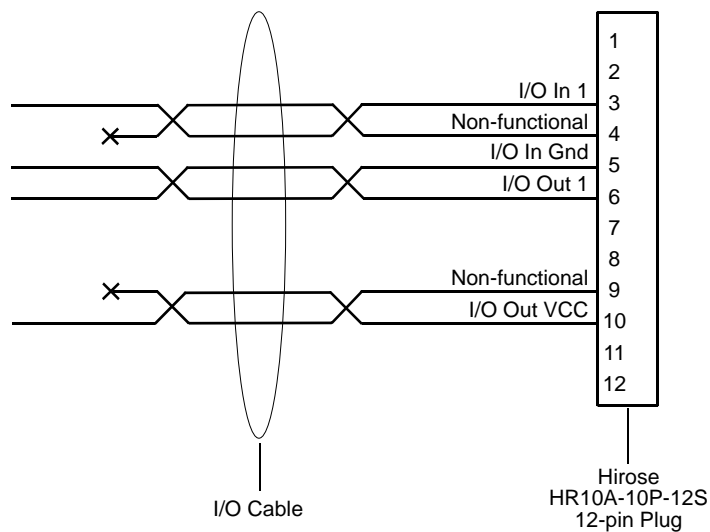 1
2
I/O In 1
3
Non-functional
4
I/O In Gnd
5
I/O Out 1
6
7
8
Non-functional
9
I/O Out VCC
10
11
12
I/O Cable
Hirose
HR10A-10P-12S
12-pin Plug